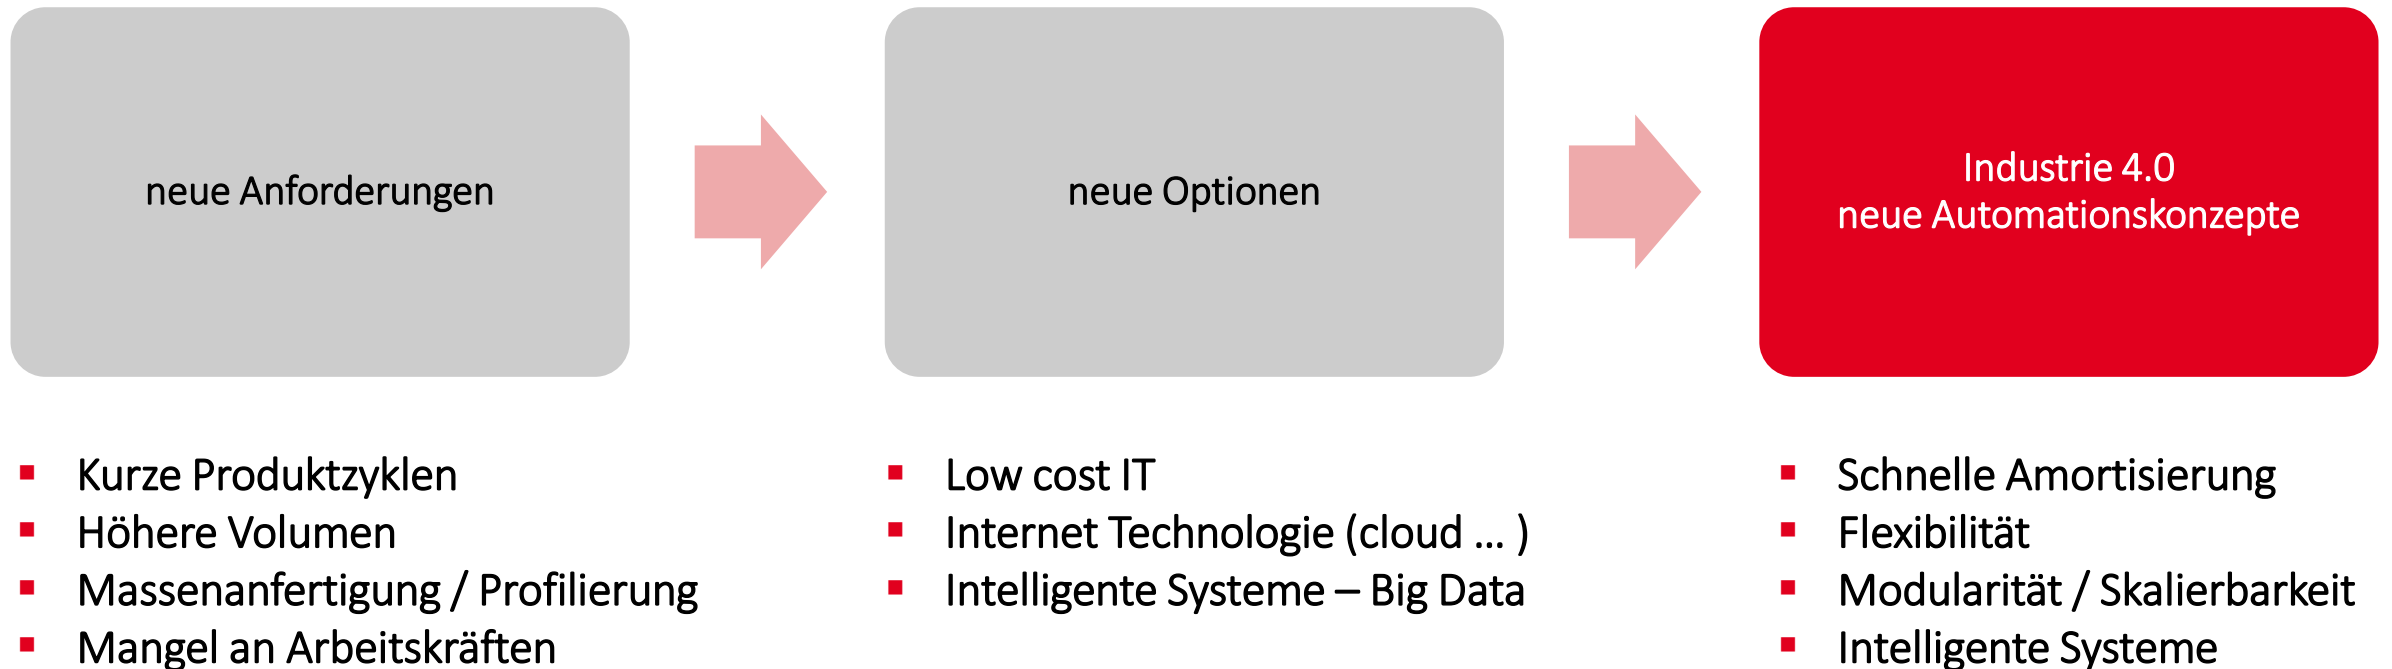 neue Anforderungen
neue Optionen
Industrie 4.0
neue Automationskonzepte
Kurze Produktzyklen
Höhere Volumen
Massenanfertigung / Profilierung
Mangel an Arbeitskräften
Low cost IT
Internet Technologie (cloud ... )
Intelligente Systeme – Big Data
Schnelle Amortisierung
Flexibilität
Modularität / Skalierbarkeit
Intelligente Systeme